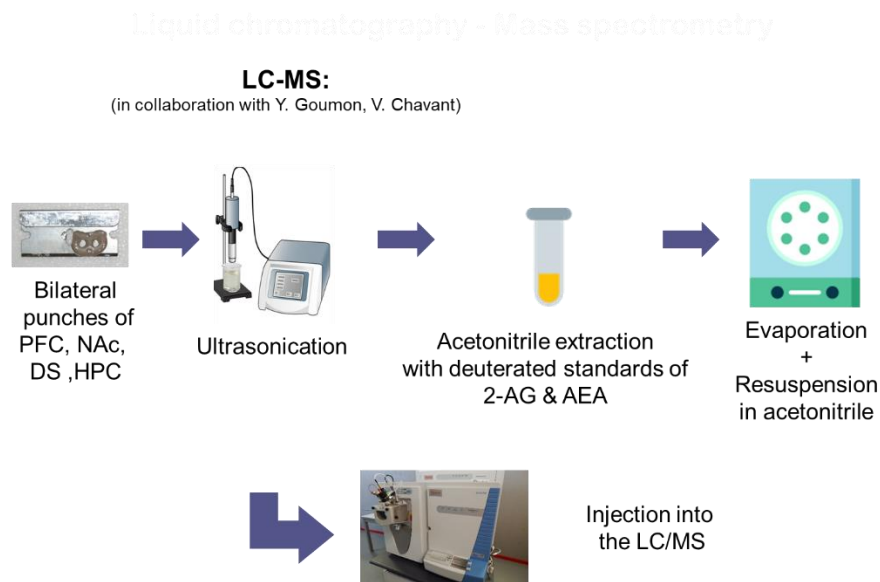 Liquid chromatography - Mass spectrometry
LC-MS:
(in collaboration with Y. Goumon, V. Chavant)
Bilateral
punches of
PFC, NAc,
DS ,HPC
Ultrasonication
Acetonitrile extraction
with deuterated standards of
2-AG & AEA
Evaporation
+
Resuspension
in acetonitrile
Injection into
the LC/MS